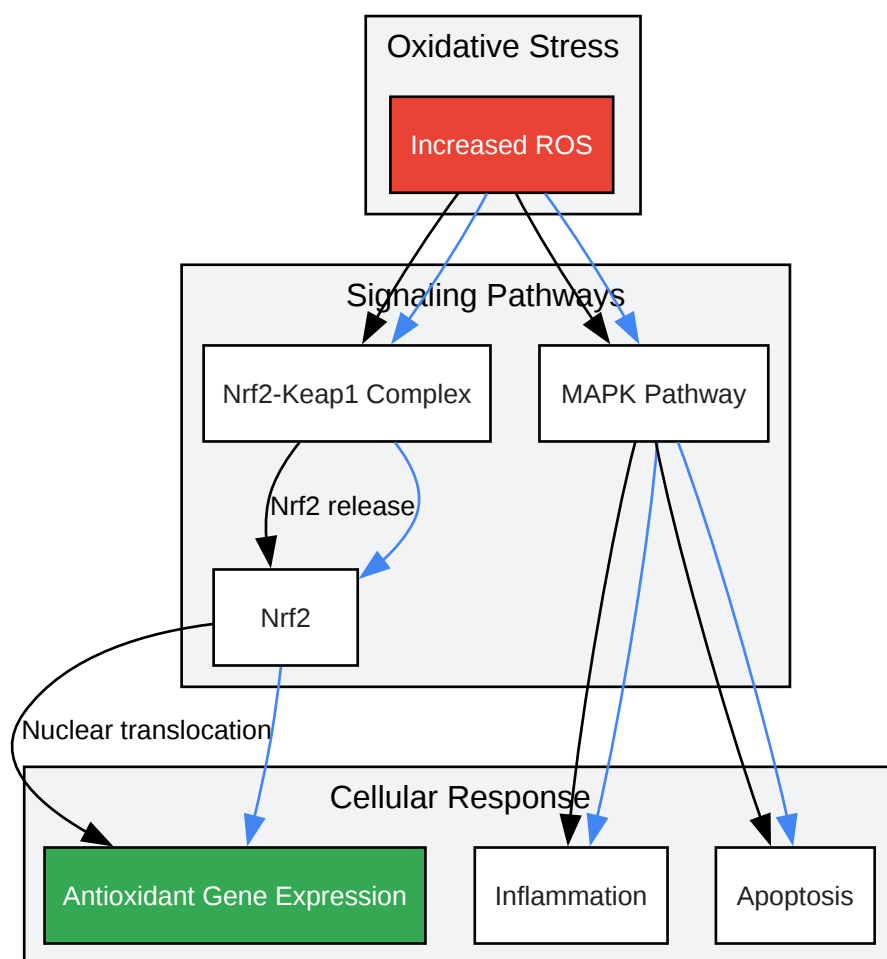 Oxidative Stress
Increased ROS
Signaling Pathways
Nrf2-Keap1 Complex
MAPK Pathway
Nrf2 release
Nrf2
Nuclear translocation
Cellular Response
Antioxidant Gene Expression
Inflammation
Apoptosis